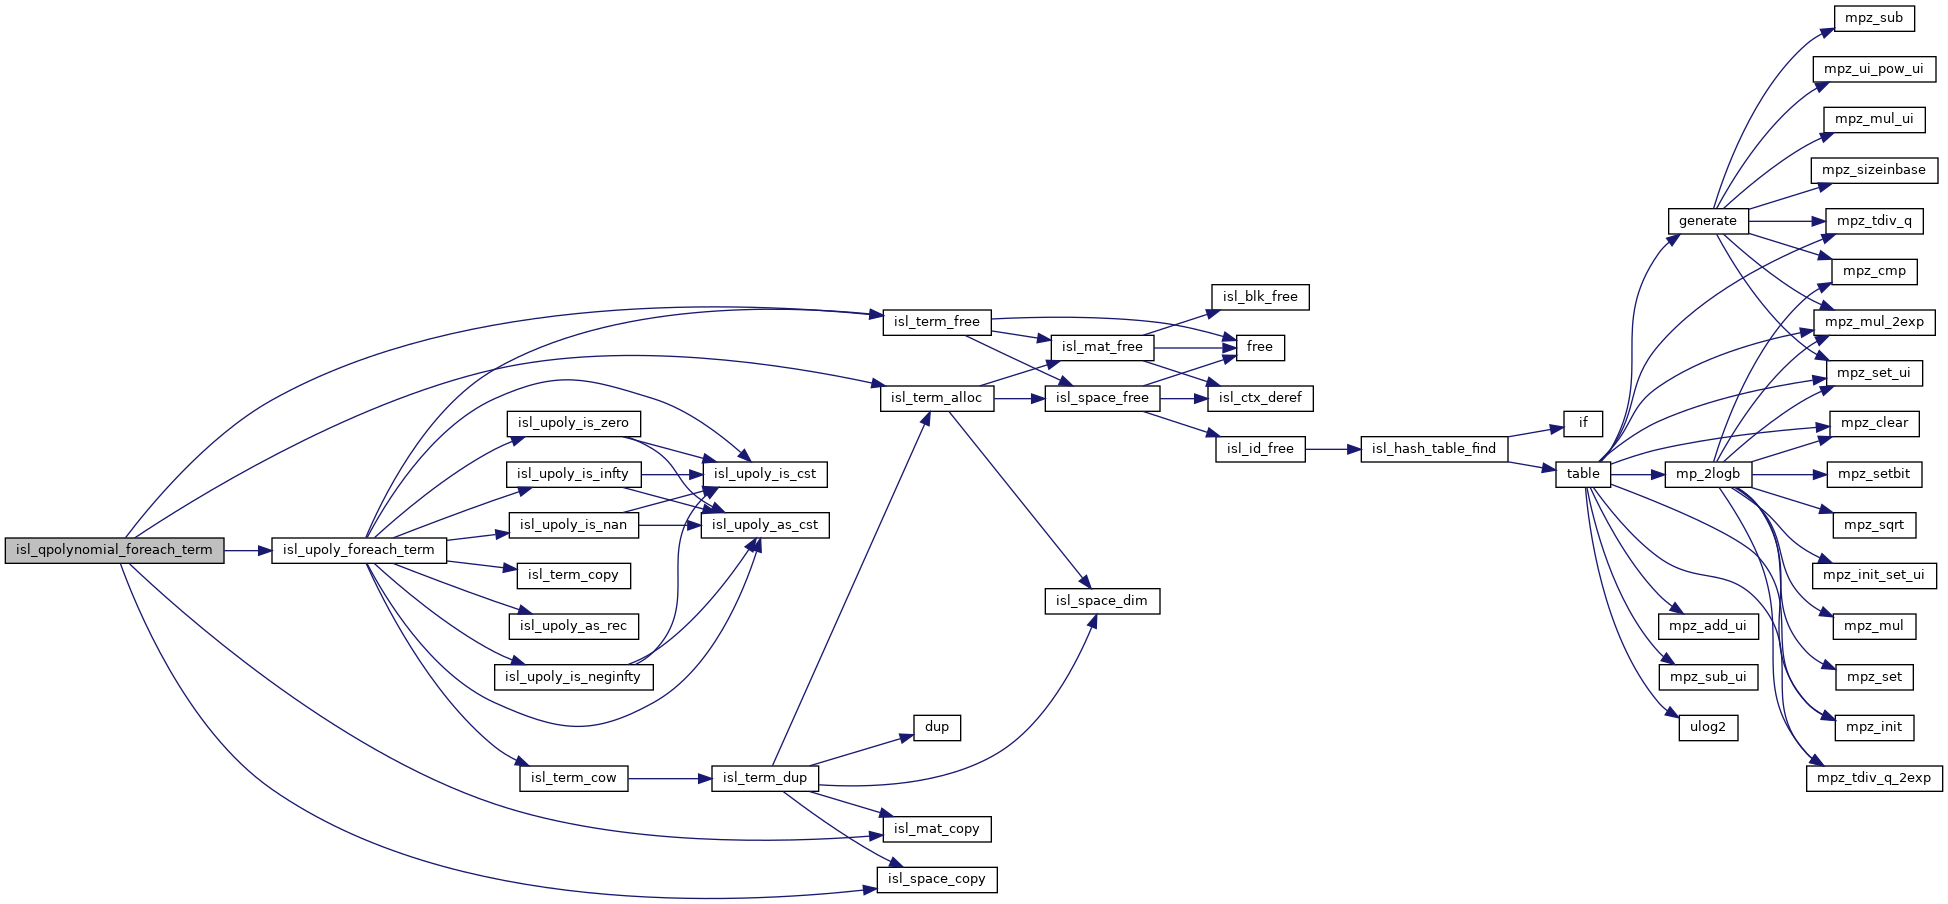 isl_qpolynomial_foreach_term
isl_upoly_foreach_term
isl_upoly_is_zero
isl_upoly_is_infty
isl_upoly_is_nan
isl_term_copy
isl_upoly_as_rec
isl_upoly_is_neginfty
isl_term_cow
isl_upoly_is_cst
isl_upoly_as_cst
isl_term_dup
isl_term_free
isl_term_alloc
dup
isl_mat_copy
isl_space_copy
isl_mat_free
isl_space_free
isl_space_dim
isl_blk_free
free
isl_ctx_deref
isl_id_free
isl_hash_table_find
if
table
generate
mp_2logb
mpz_add_ui
mpz_sub_ui
ulog2
mpz_sub
mpz_ui_pow_ui
mpz_mul_ui
mpz_sizeinbase
mpz_tdiv_q
mpz_cmp
mpz_mul_2exp
mpz_set_ui
mpz_clear
mpz_setbit
mpz_sqrt
mpz_init_set_ui
mpz_mul
mpz_set
mpz_init
mpz_tdiv_q_2exp